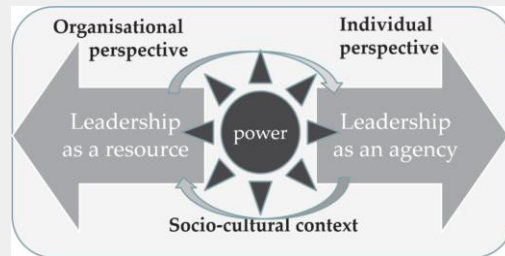 Organisational
perspective
Individual
perspective
Leadership
as a resource
power
Leadership
as an agency
Socio-cultural context